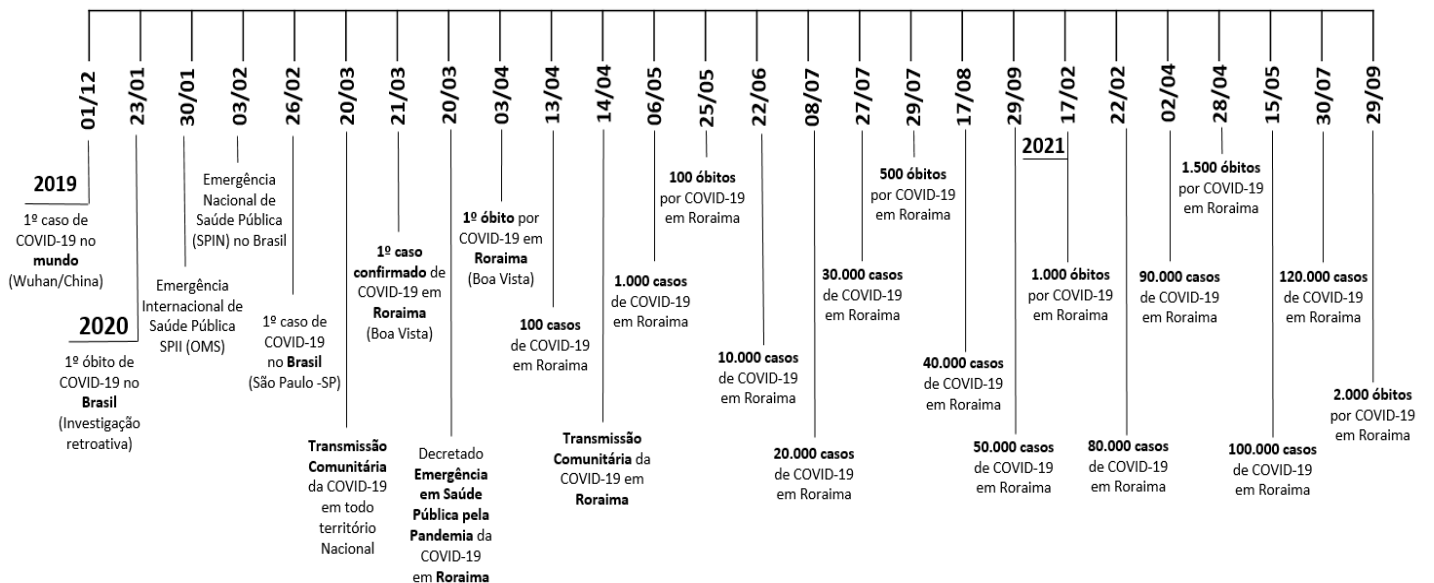 01/12
23/01
30/01
03/02
26/02
20/03
21/03
20/03
03/04
13/04
14/04
06/05
25/05
22/06
08/07
27/07
29/07
17/08
29/09
17/02
22/02
02/04
28/04
15/05
30/07
29/09
2019
1º caso de
COVID-19 no
mundo
(Wuhan/China)
2020
1º óbito de
COVID-19 no
Brasil
(Investigação
retroativa)
Emergência
Internacional de
Saúde Pública
SPII (OMS)
Emergência
Nacional de
Saúde Pública
(SPIN) no Brasil
1º caso de
COVID-19
no Brasil
(São Paulo -SP)
Transmissão
Comunitária
da COVID-19
em todo
território
Nacional
1º caso
confirmado de
COVID-19 em
Roraima
(Boa Vista)
Decretado
Emergência
em Saúde
Pública pela
Pandemia da
COVID-19
em Roraima
1º óbito por
COVID-19 em
Roraima
(Boa Vista)
100 casos
de COVID-19
em Roraima
Transmissão
Comunitária da
COVID-19 em
Roraima
1.000 casos
de COVID-19
em Roraima
100 óbitos
por COVID-19
em Roraima
10.000 casos
de COVID-19
em Roraima
20.000 casos
de COVID-19
em Roraima
30.000 casos
de COVID-19
em Roraima
500 óbitos
por COVID-19
em Roraima
40.000 casos
de COVID-19
em Roraima
50.000 casos
de COVID-19
em Roraima
2021
1.000 óbitos
por COVID-19
em Roraima
80.000 casos
de COVID-19
em Roraima
90.000 casos
de COVID-19
em Roraima
1.500 óbitos
por COVID-19
em Roraima
100.000 casos
de COVID-19
em Roraima
120.000 casos
de COVID-19
em Roraima
2.000 óbitos
por COVID-19
em Roraima